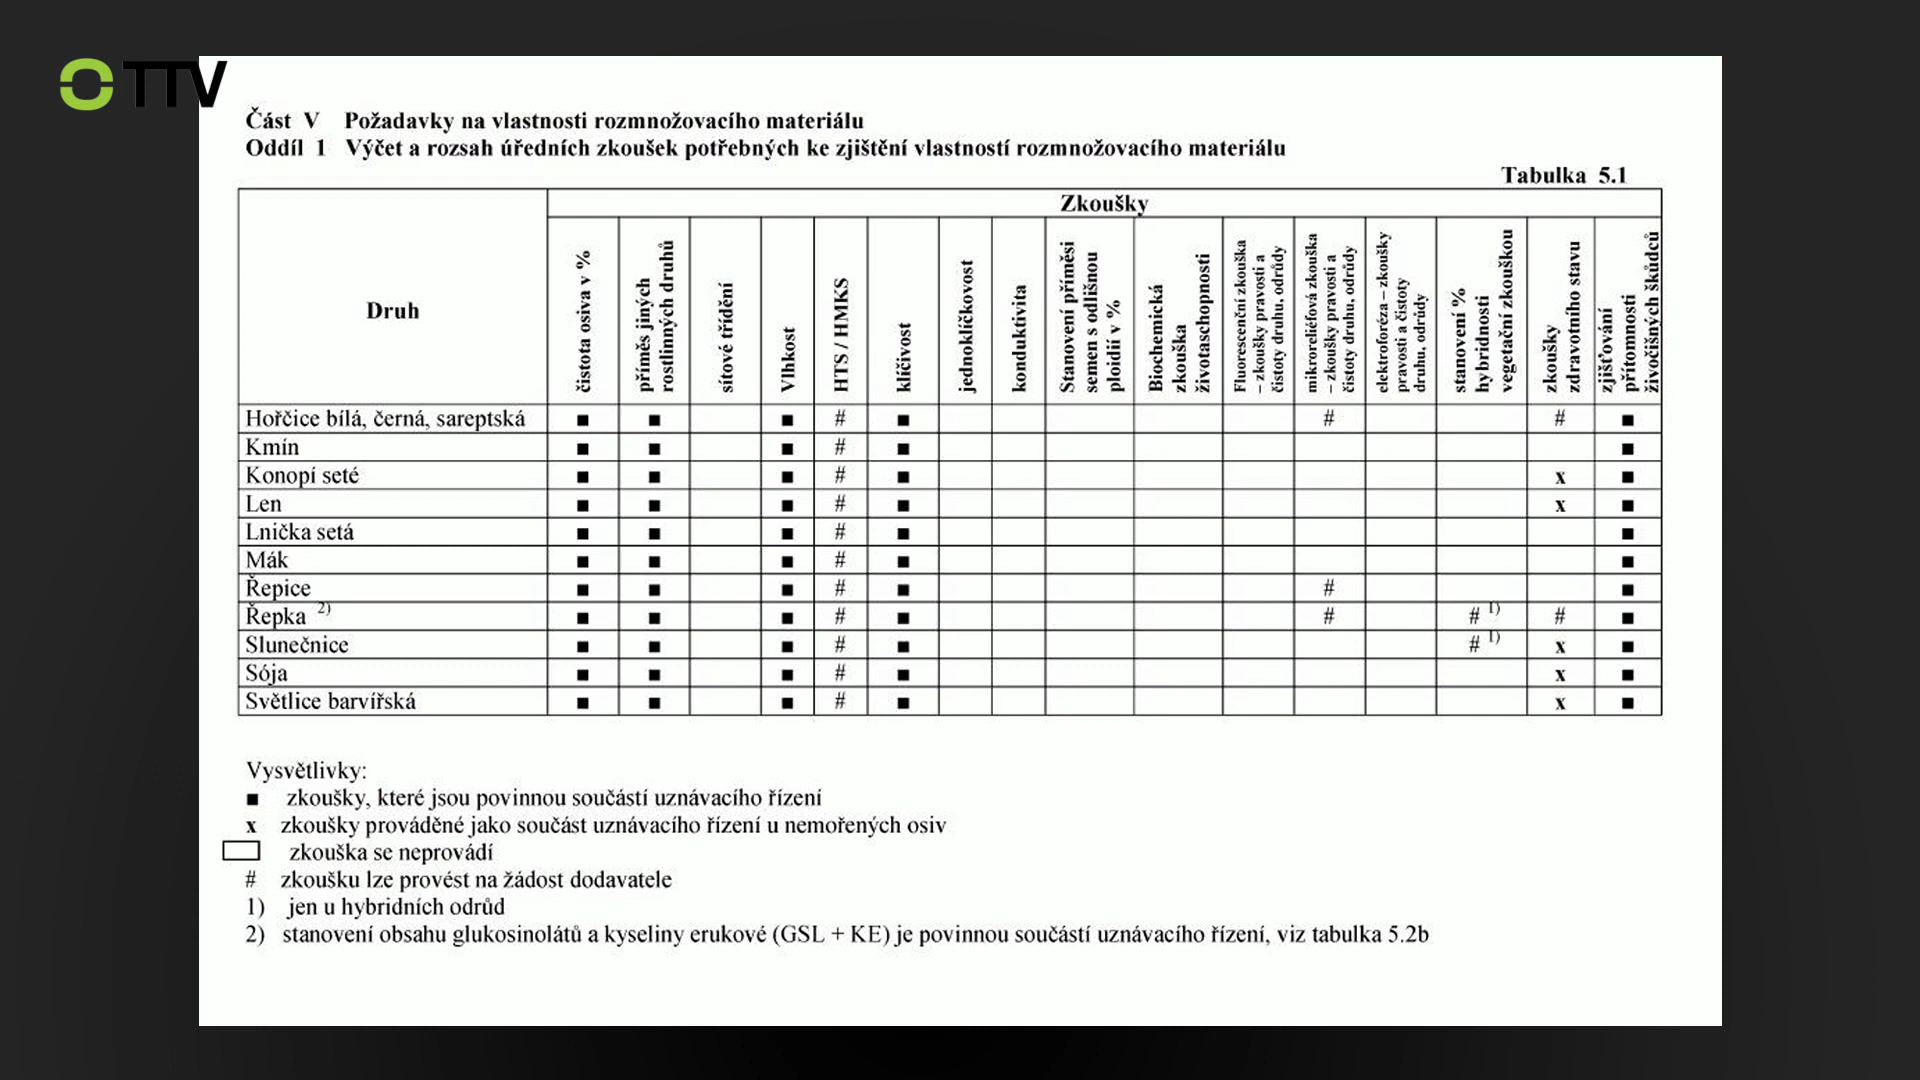 TTV
Část V Požadavky na vlastnosti rozmnožovacího materiálu
Oddíl 1 Výčet a rozsah úředních zkoušek potřebných ke zjištění vlastností rozmnožovacího materiálu
Tabulka 5.1
Druh
Zkoušky
čistota osiva v %
příměs jiných
rostlinných druhů
sítové třídění
Vlhkost
HTS / HMKS
klíčivost
jednoklíčkovost
konduktivita
Stanovení příměsi
semen s odlišnou
ploidií v %
Biochemická
zkouška
životaschopnosti
Fluorescenční zkouška
– zkoušky pravosti a
čistoty druhu, odrůdy
mikroreliéfová zkouška
– zkoušky pravosti a
čistoty druhu, odrůdy
elektroforéza – zkoušky
pravosti a čistoty
druhu, odrůdy
stanovení %
hybridnosti
vegetační zkouškou
zkoušky
zdravotního stavu
zjišťování
přítomnosti
živočišných škůdců
Hořčice bílá, černá, sareptská ■ ■ ■ # ■ # # ■
Kmín ■ ■ ■ # ■ ■
Konopí seté ■ ■ ■ # ■ x ■
Len ■ ■ ■ # ■ x ■
Lnička setá ■ ■ ■ # ■ ■
Mák ■ ■ ■ # ■ ■
Řepice ■ ■ ■ # ■ # ■
Řepka 2) ■ ■ ■ # ■ # # 1) # ■
Slunečnice ■ ■ ■ # ■ # 1) x ■
Sója ■ ■ ■ # ■ x ■
Světlice barvířská ■ ■ ■ # ■ x ■
Vysvětlivky:
■ zkoušky, které jsou povinnou součástí uznávacího řízení
x zkoušky prováděné jako součást uznávacího řízení u nemořených osiv
zkouška se neprovádí
# zkoušku lze provést na žádost dodavatele
1) jen u hybridních odrůd
2) stanovení obsahu glukosinolátů a kyseliny erukové (GSL + KE) je povinnou součástí uznávacího řízení, viz tabulka 5.2b